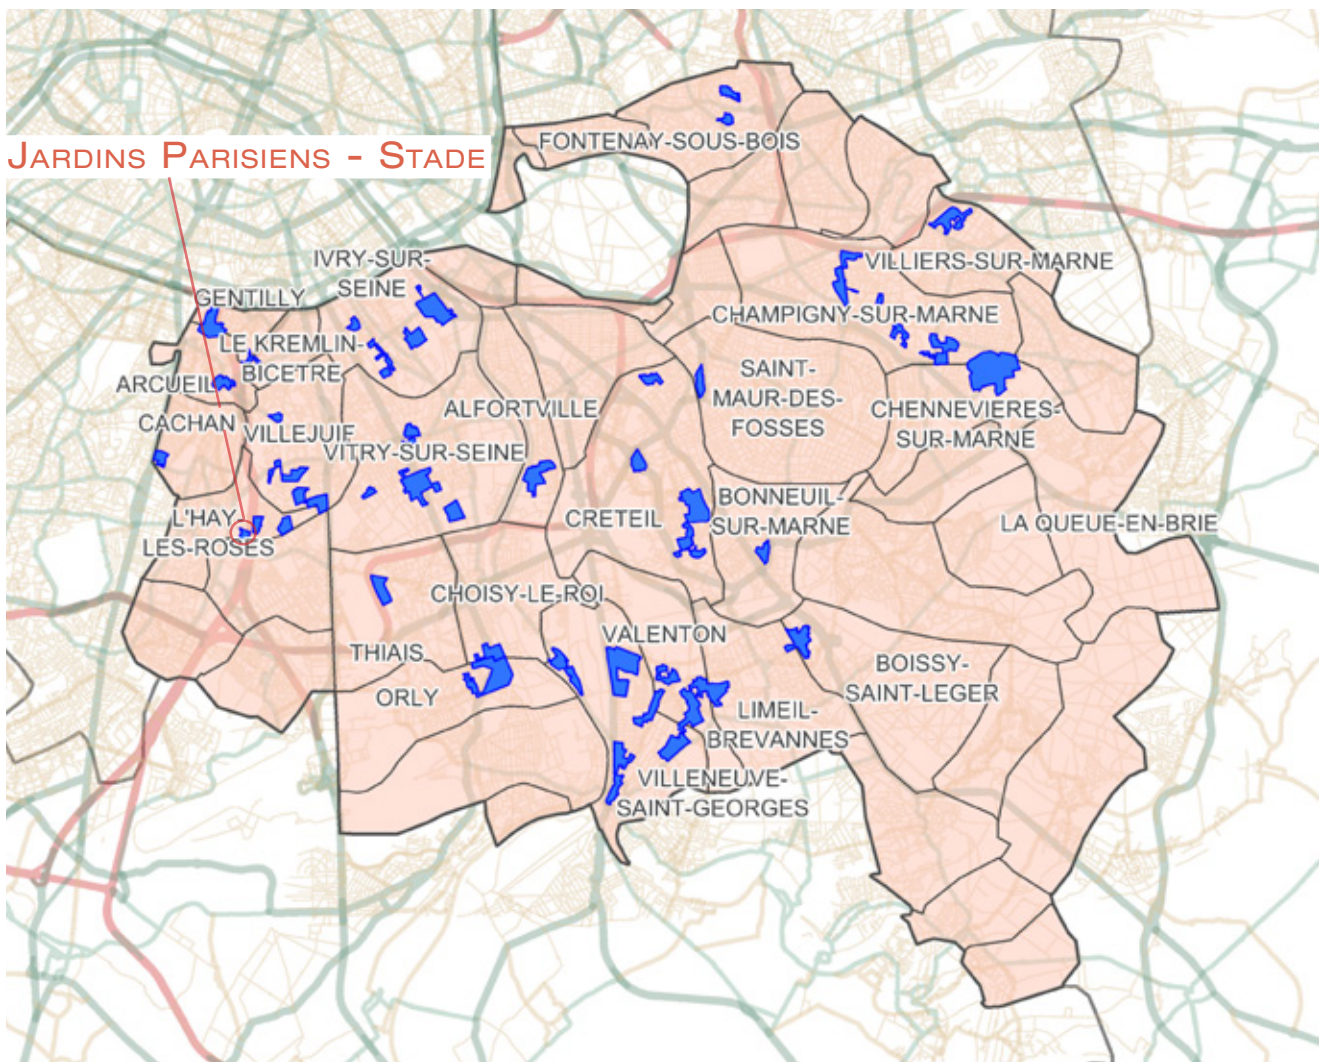 FONTENAY-SOUS-BOIS
JARDINS PARISIENS - STADE
IVRY-SUR-
SEINE
VILLIERS-SUR-MARNE
GENTILLY
CHAMPIGNY-SUR-MARNE
LE KREMLIN-
BICETRE
ARCUEIL
SAINT-
MAUR-DES-
FOSSES
ALFORTVILLE
CHENNEVIERES-
SUR-MARNE
CACHAN
VILLEJUIF
VITRY-SUR-SEINE
BONNEUIL-
SUR-MARNE
L'HAY
LES-ROSES
CRETEIL
LA QUEUE-EN-BRIE
CHOISY-LE-ROI
VALENTON
THIAIS
BOISSY-
SAINT-LEGER
ORLY
LIMEIL-
BREVANNES
VILLENEUVE-
SAINT-GEORGES